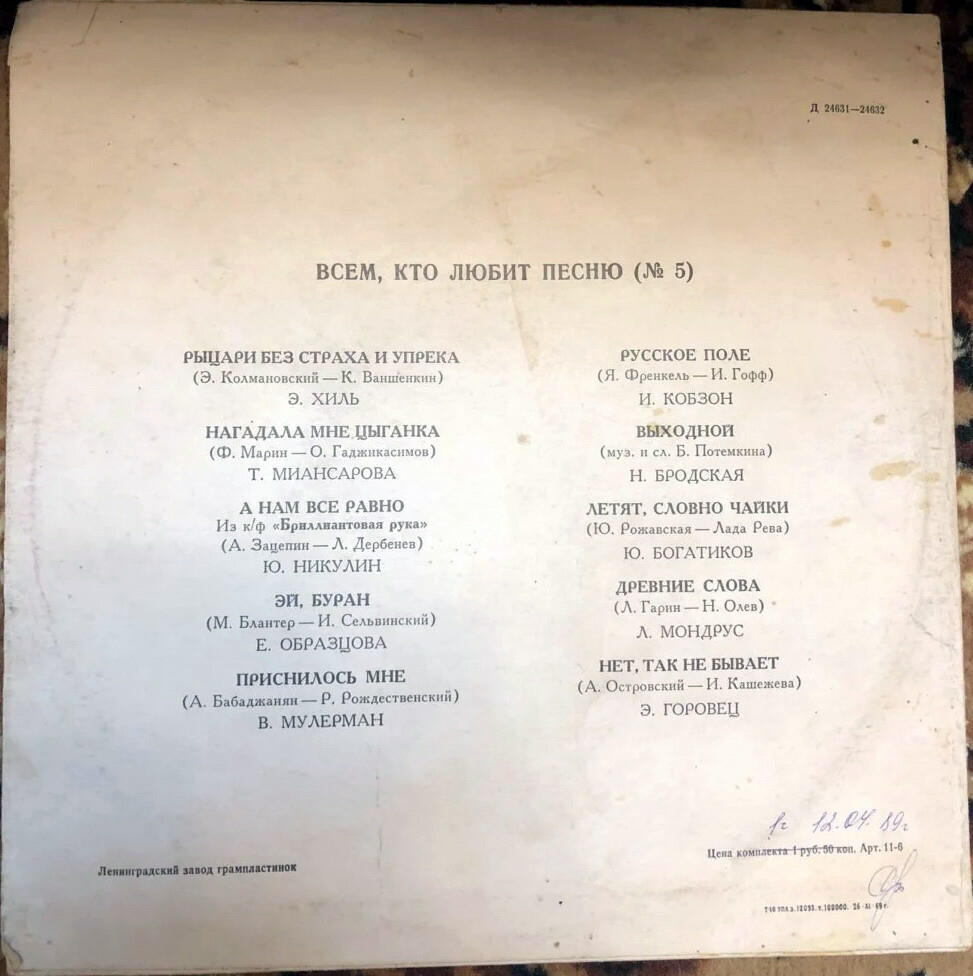 Д 24631—24632
ВСЕМ, КТО ЛЮБИТ ПЕСНЮ (№ 5)
РЫЦАРИ БЕЗ СТРАХА И УПРЕКА
(Э. Колмановский — К. Ваншенкин)
Э. ХИЛЬ
НАГАДАЛА МНЕ ЦЫГАНКА
(Ф. Марин — О. Гаджикасимов)
Т. МИАНСАРОВА
А НАМ ВСЕ РАВНО
Из к/ф «Бриллиантовая рука»
(А. Зацепин — Л. Дербенев)
Ю. НИКУЛИН
ЭЙ, БУРАН
(М. Блантер — И. Сельвинский)
Е. ОБРАЗЦОВА
ПРИСНИЛОСЬ МНЕ
(А. Бабаджанян — Р. Рождественский)
В. МУЛЕРМАН
РУССКОЕ ПОЛЕ
(Я. Френкель — И. Гофф)
И. КОБЗОН
ВЫХОДНОЙ
(муз. и сл. Б. Потемкина)
Н. БРОДСКАЯ
ЛЕТЯТ, СЛОВНО ЧАЙКИ
(Ю. Рожавская — Лада Рева)
Ю. БОГАТИКОВ
ДРЕВНИЕ СЛОВА
(Л. Гарин — Н. Олев)
Л. МОНДРУС
НЕТ, ТАК НЕ БЫВАЕТ
(А. Островский — И. Кашежева)
Э. ГОРОВЕЦ
12.04.89г
Цена комплекта 1 руб. 50 коп. Арт. 11-6
Ленинградский завод грампластинок
т.100000. 26-XI-69 г.